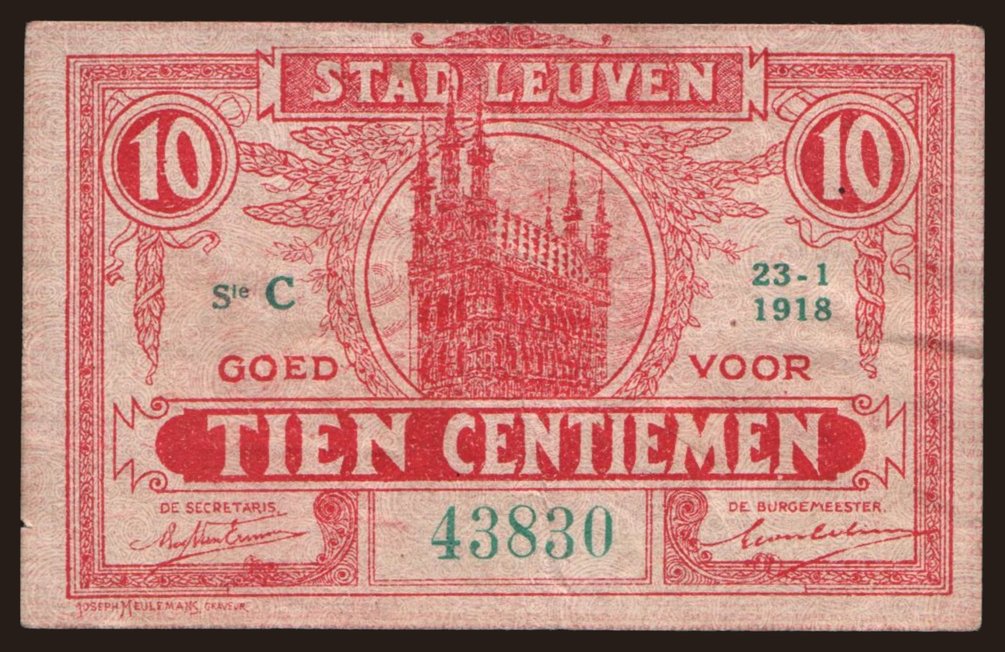 STAD LEUVEN
10 10
Sie C
23-1
1918
GOED VOOR
TIEN CENTIEMEN
DE SECRETARIS.
DE BURGEMEESTER.
43830
JOSEPH MEULEMANS GRAVEUR